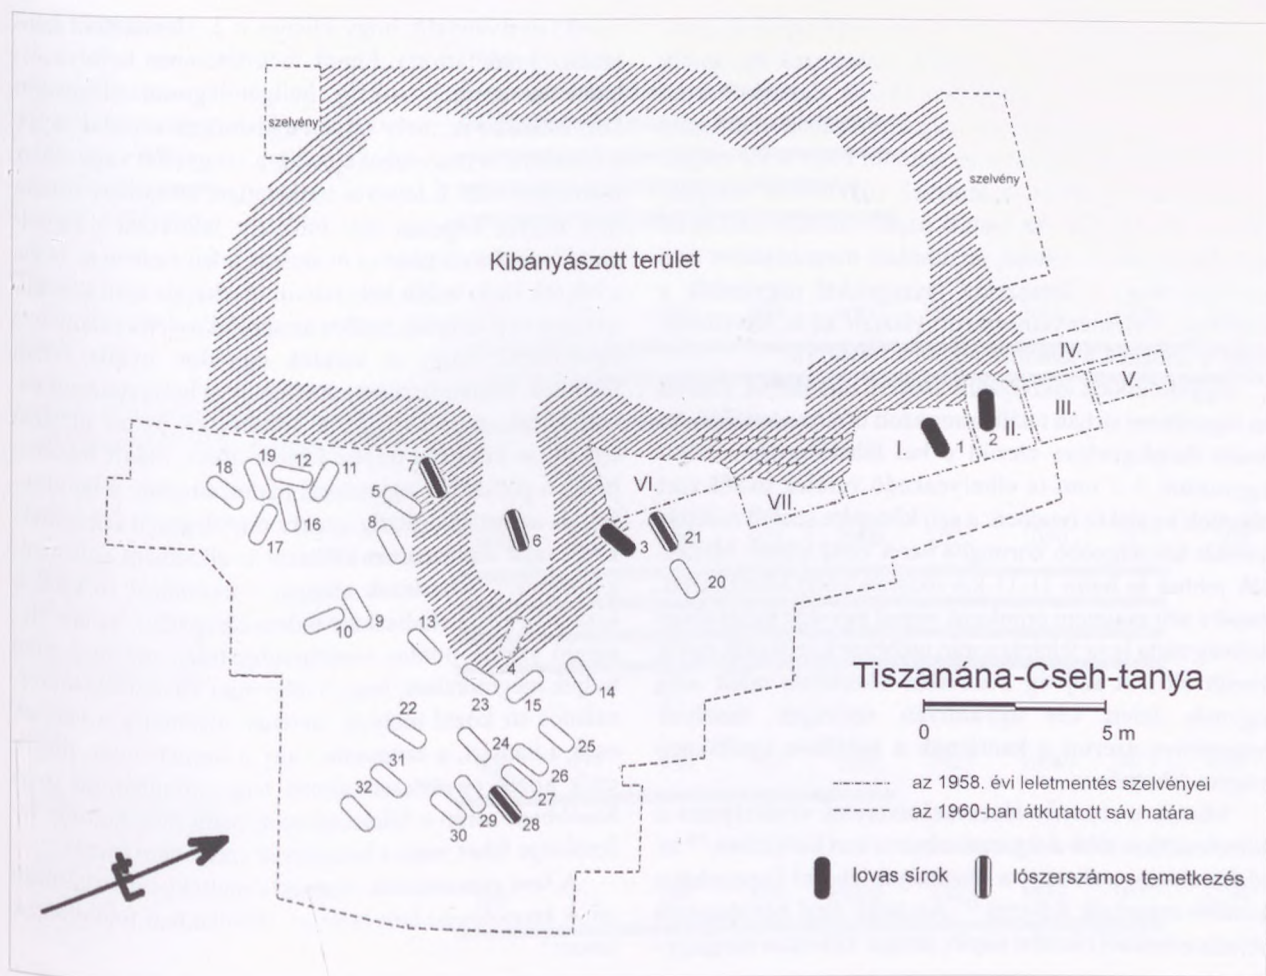 szelvény
szelvény
Kibányászott terület
IV.
V.
III.
II.
I.
1
2
VI.
VII.
18
19
12
11
7
5
8
16
17
6
3
21
20
10
9
13
4
14
23
15
22
24
25
31
26
32
27
29
28
30
Tiszanána-Cseh-tanya
0
5 m
az 1958. évi leletmentés szelvényei
az 1960-ban átkutatott sáv határa
lovas sírok
lószerszámos temetkezés
É